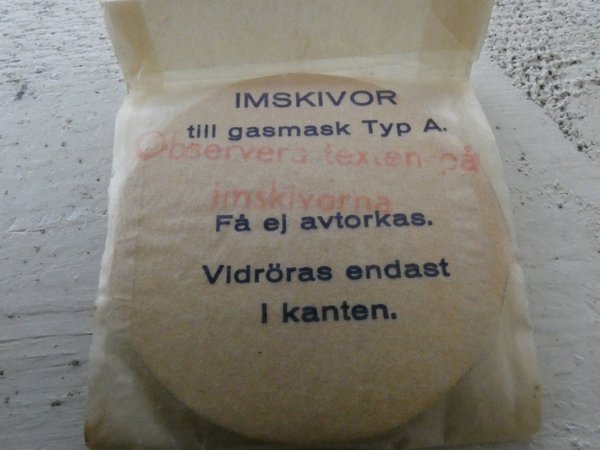 IMSKIVOR
till gasmask Typ A.
Observera texten på
imskivorna
Få ej avtorkas.
Vidröras endast
i kanten.